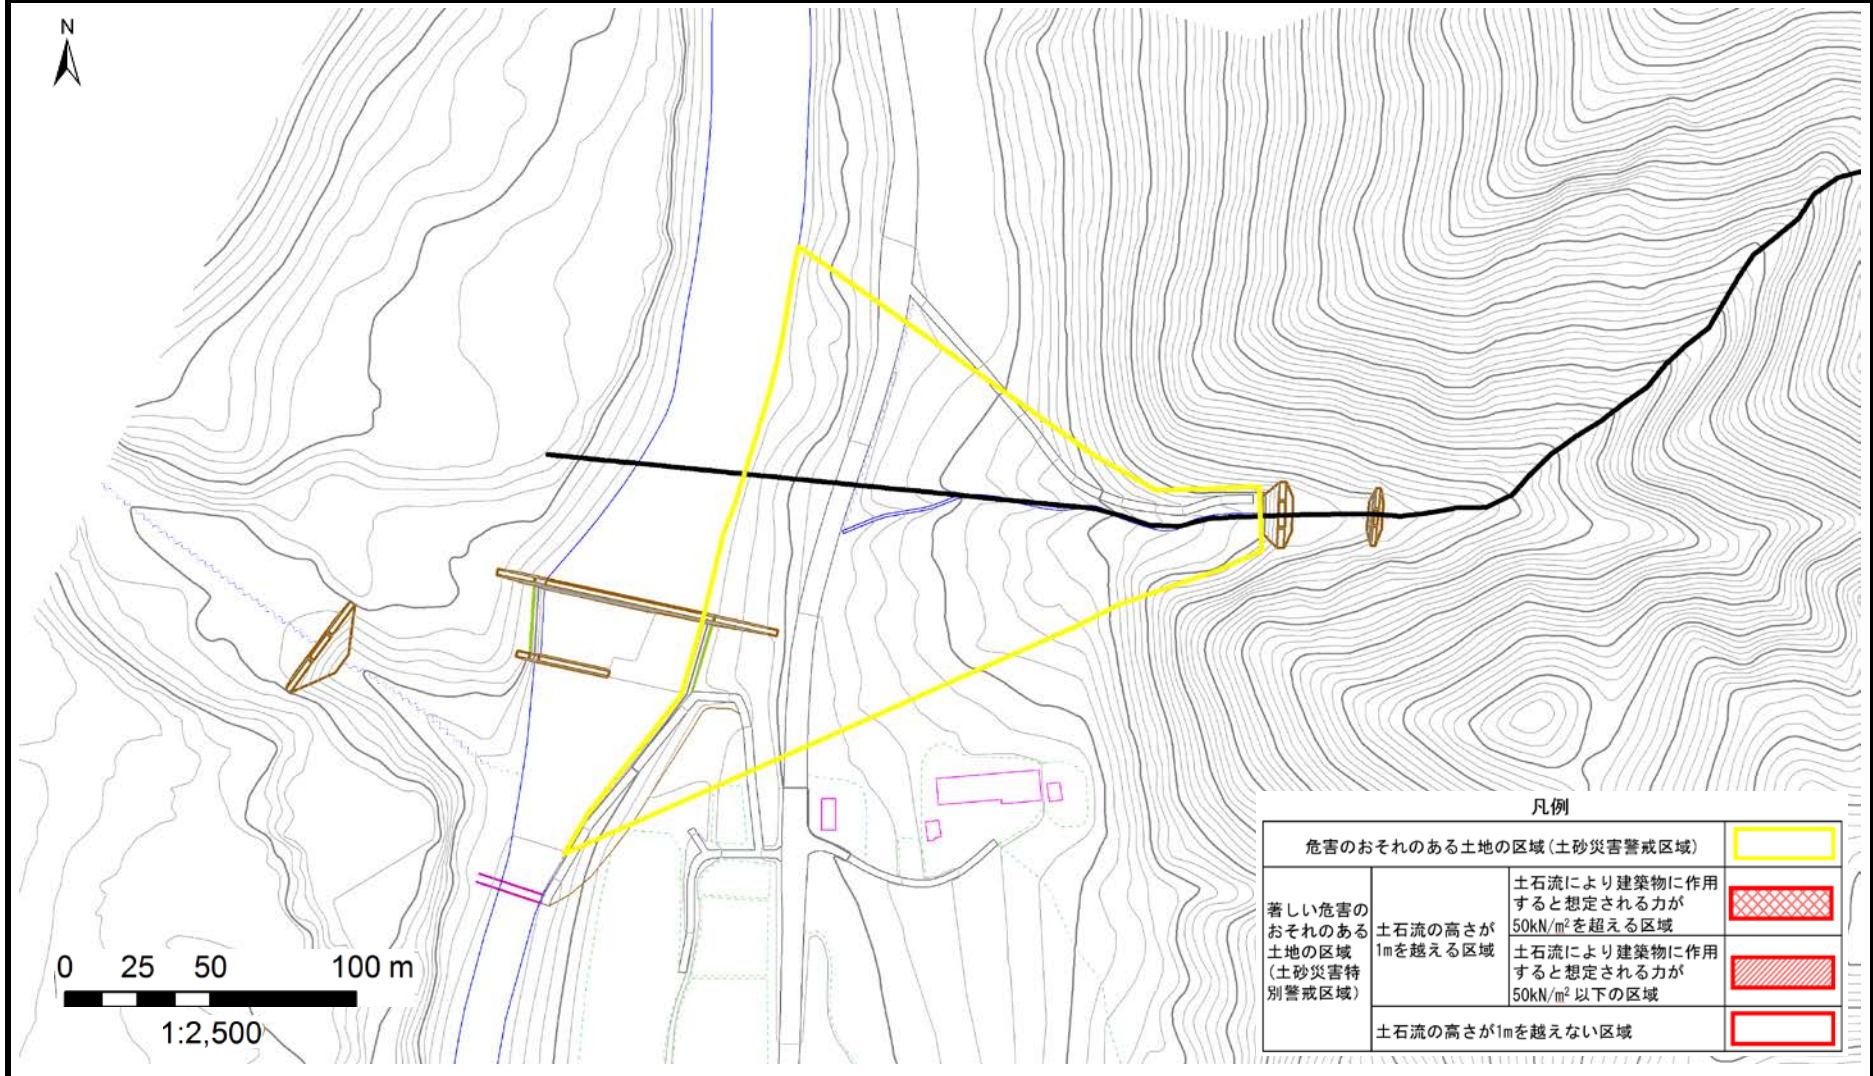 N
0 25 50 100 m
1:2,500
凡例
危害のおそれのある土地の区域(土砂災害警戒区域)
著しい危害の
おそれのある
土地の区域
(土砂災害特
別警戒区域)
土石流の高さが
1mを越える区域
土石流により建築物に作用
すると想定される力が
50kN/m²を超える区域
土石流により建築物に作用
すると想定される力が
50kN/m² 以下の区域
土石流の高さが1mを越えない区域